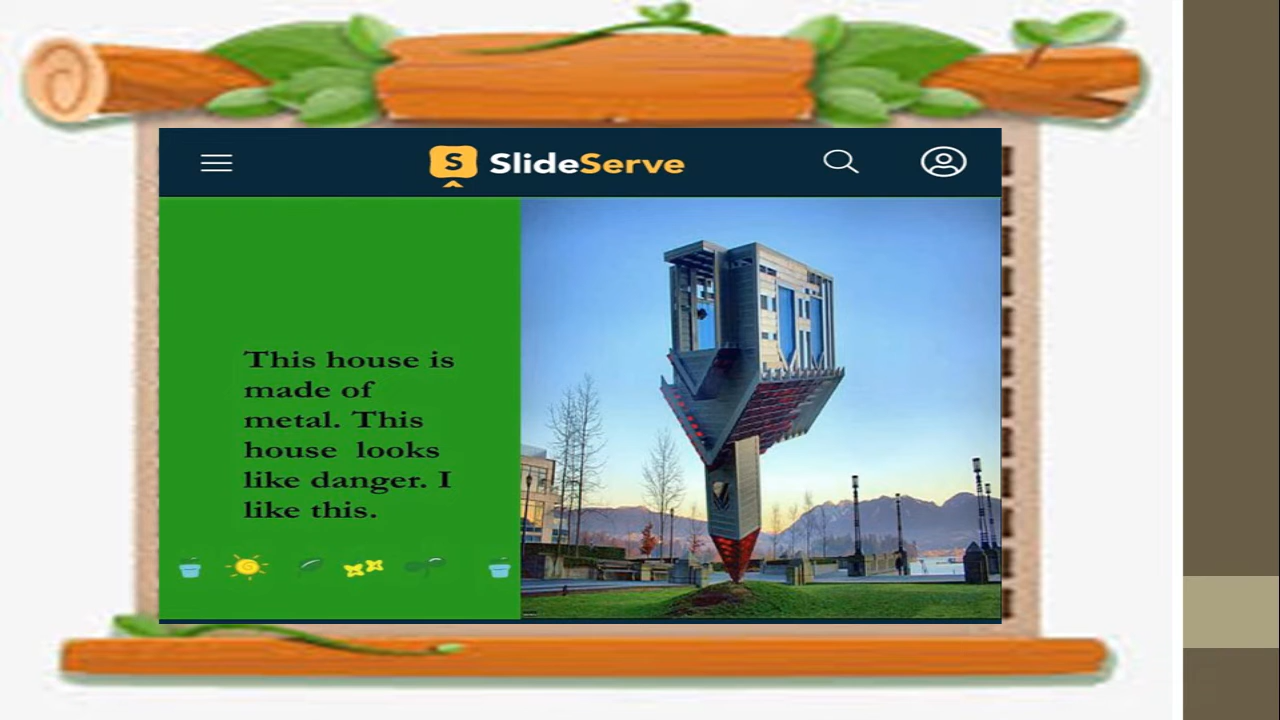 S SlideServe
This house is
made of
metal. This
house looks
like danger. I
like this.